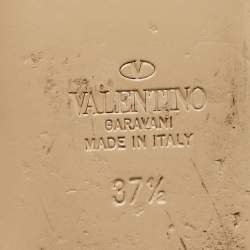 VALENTINO
GARAVANI
MADE IN ITALY
37½